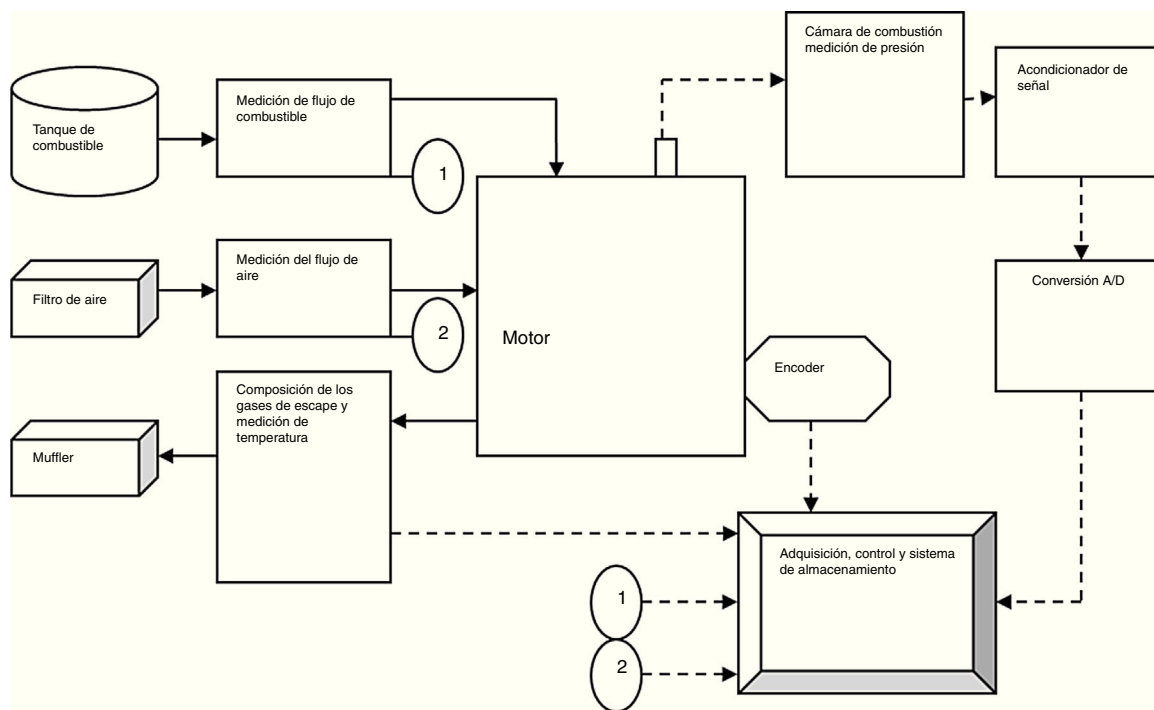 Cámara de combustión
medición de presión
Acondicionador de
señal
Medición de flujo de
combustible
Tanque de
combustible
1
Medición del flujo de
aire
Filtro de aire
2
Motor
Conversión A/D
Encoder
Composición de los
gases de escape y
medición de
temperatura
Muffler
Adquisición, control y sistema
de almacenamiento
1
2